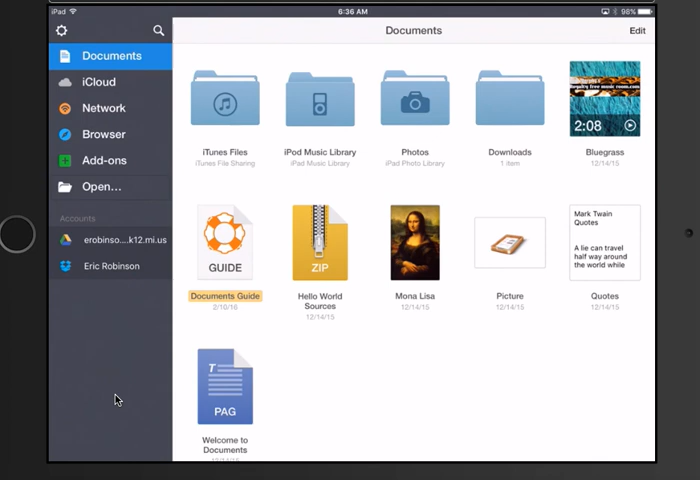 iPad
6:36 AM
98%
Documents
Edit
Documents
iCloud
Network
Browser
Add-ons
Open...
Accounts
erobinso....k12.mi.us
Eric Robinson
iTunes Files
iTunes File Sharing
iPod Music Library
iPad Music Library
Photos
iPad Photo Library
Downloads
1 item
2:08
Bluegrass
12/14/15
GUIDE
Documents Guide
2/10/16
ZIP
Hello World
Sources
12/14/15
Mona Lisa
12/14/15
Picture
12/14/15
Mark Twain
Quotes
A lie can travel
half way around
the world while
Quotes
12/14/15
T
PAG
Welcome to
Documents